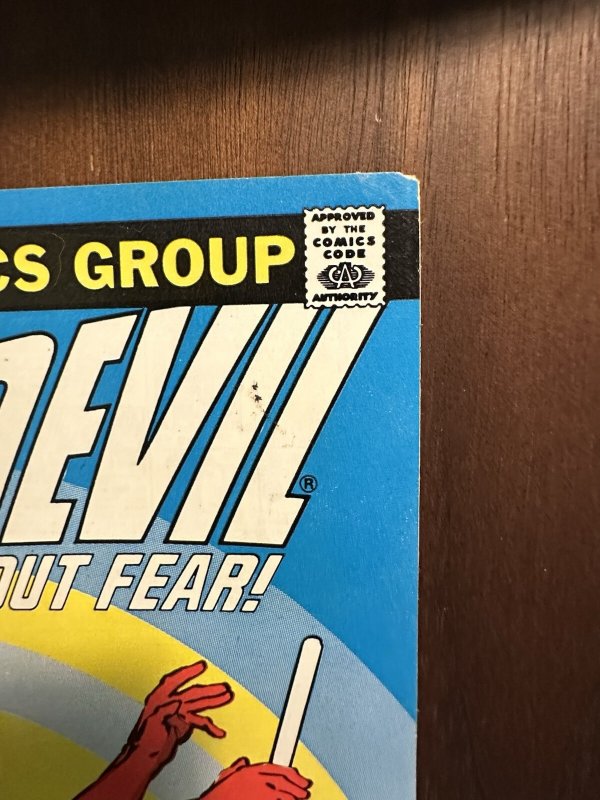 CS GROUP
APPROVED
BY THE
COMICS
CODE
CA
AUTHORITY
DEVIL®
OUT FEAR!